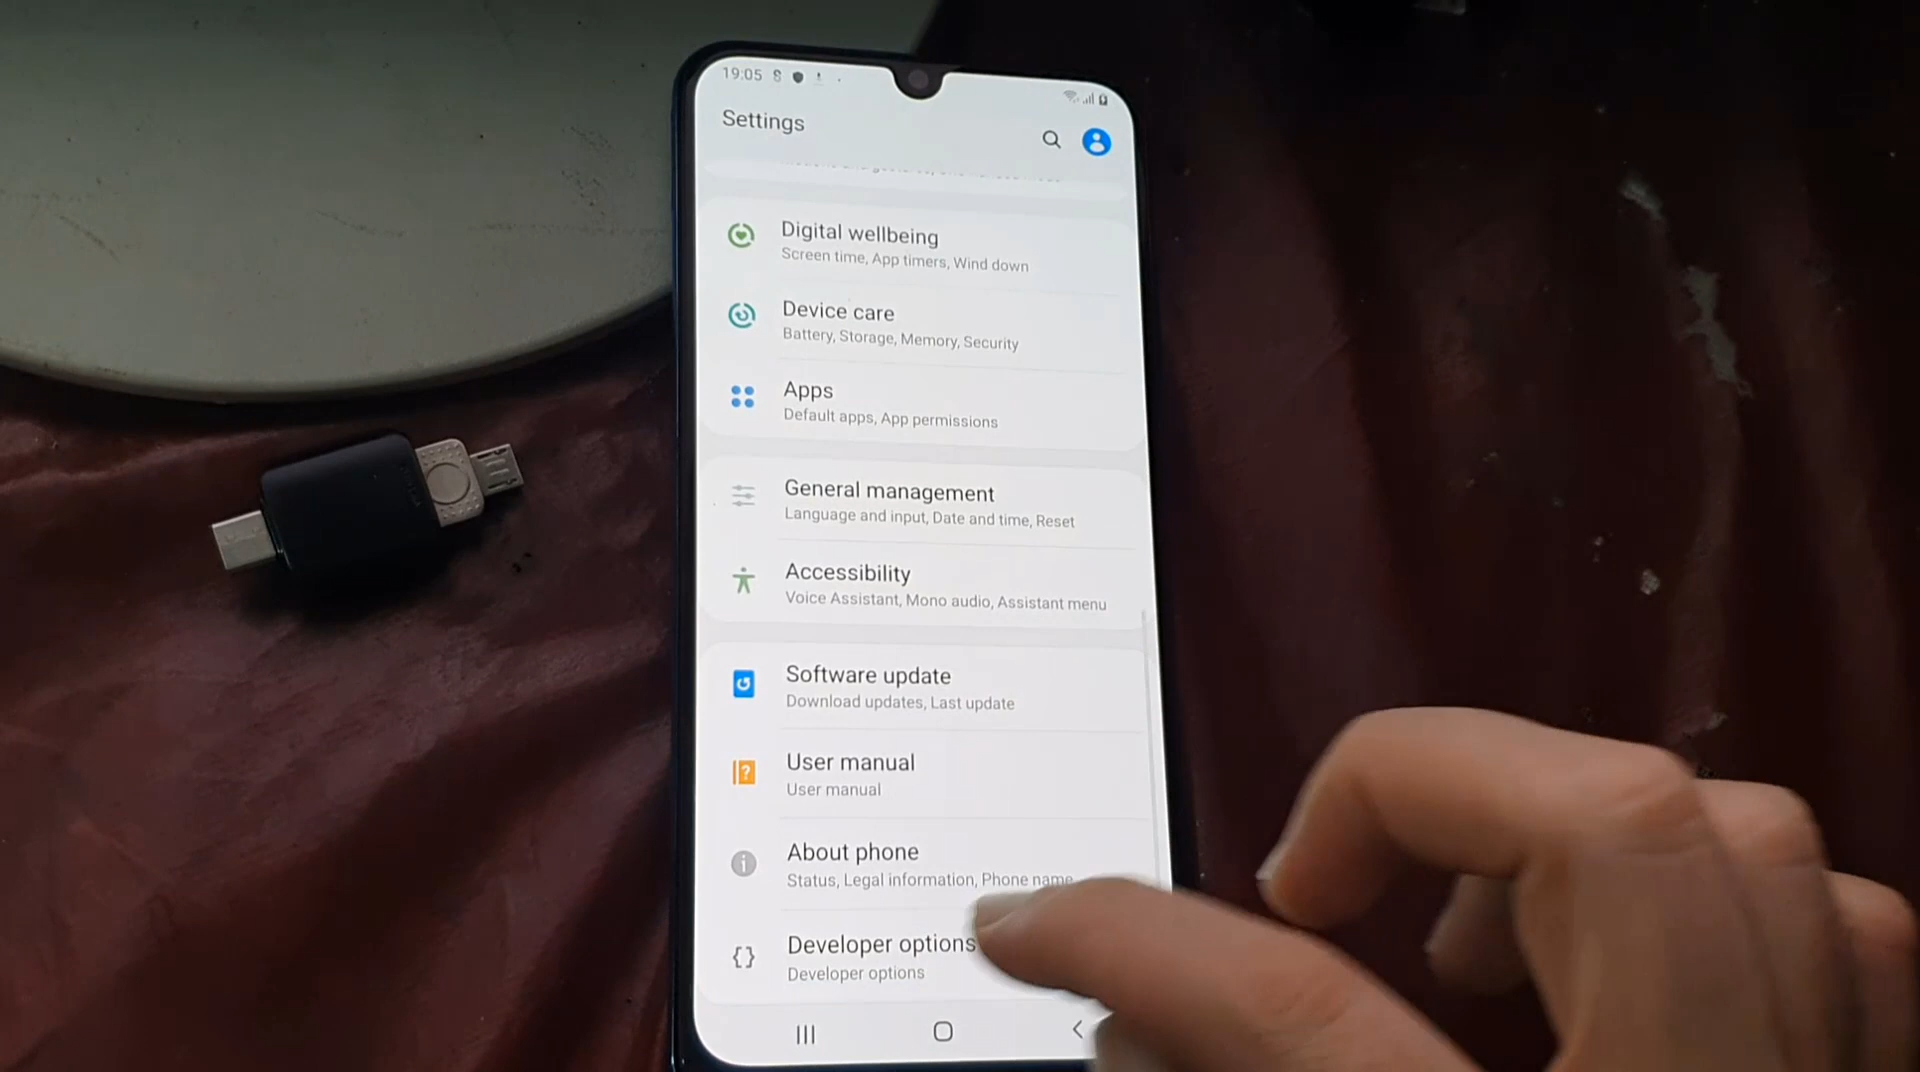 19:05
Settings
Digital wellbeing
Screen time, App timers, Wind down
Device care
Battery, Storage, Memory, Security
Apps
Default apps, App permissions
General management
Language and input, Date and time, Reset
Accessibility
Voice Assistant, Mono audio, Assistant menu
Software update
Download updates, Last update
User manual
User manual
About phone
Status, Legal information, Phone name
Developer options
Developer options